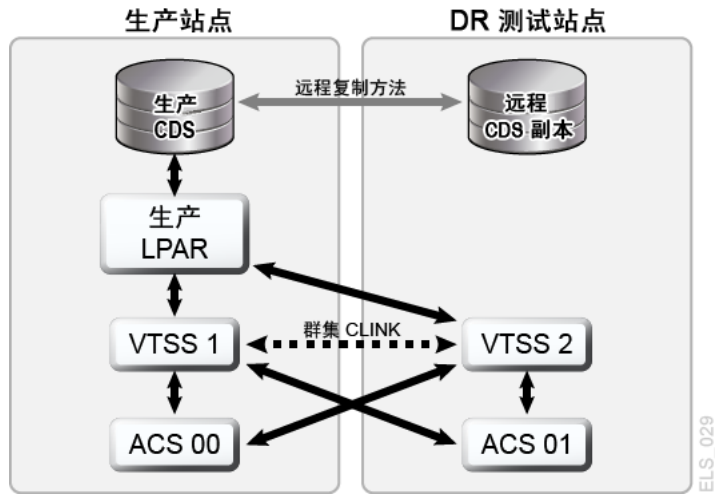 生产站点
DR 测试站点
生产
CDS
远程复制方法
远程
CDS 副本
生产
LPAR
VTSS 1
群集 CLINK
VTSS 2
ACS 00
ACS 01
ELS_029